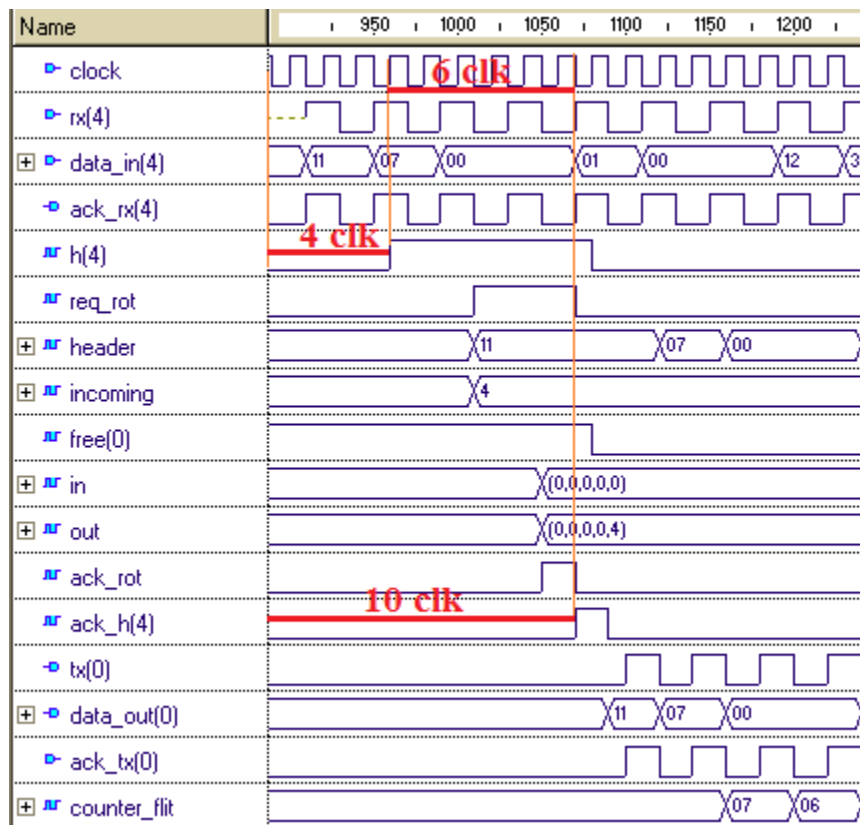 Name 950 1000 1050 1100 1150 1200
clock 6 clk
rx(4)
data_in(4) 11 07 00 01 00 12 3
ack_rx(4)
h(4) 4 clk
req_rot
header 11 07 00
incoming 4
free(0)
in (0,0,0,0,0)
out (0,0,0,0,4)
ack_rot
ack_h(4) 10 clk
tx(0)
data_out(0) 11 07 00
ack_tx(0)
counter_flit 07 06